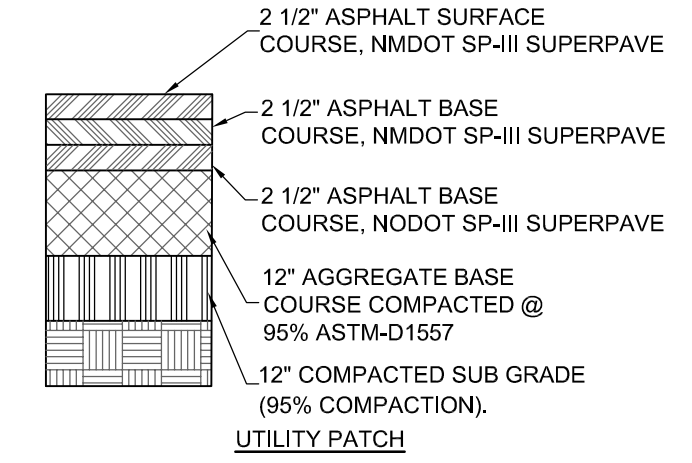 2 1/2" ASPHALT SURFACE
COURSE, NMDOT SP-III SUPERPAVE
2 1/2" ASPHALT BASE
COURSE, NMDOT SP-III SUPERPAVE
2 1/2" ASPHALT BASE
COURSE, NODOT SP-III SUPERPAVE
12" AGGREGATE BASE
COURSE COMPACTED @
95% ASTM-D1557
12" COMPACTED SUB GRADE
(95% COMPACTION).
UTILITY PATCH